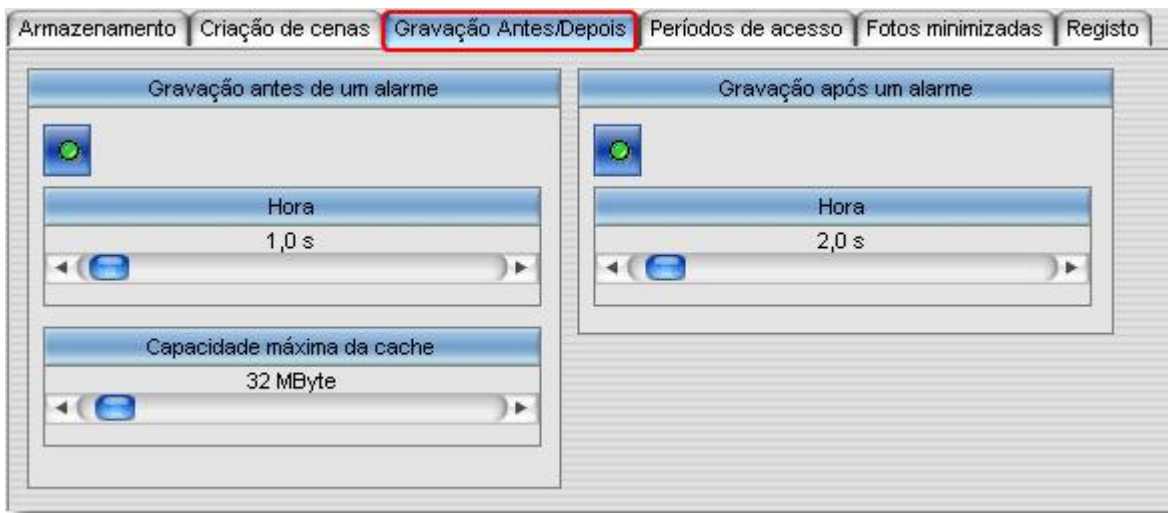 Armazenamento Criação de cenas Gravação Antes/Depois Períodos de acesso Fotos minimizadas Registo
Gravação antes de um alarme
Hora
1,0 s
Capacidade máxima da cache
32 MByte
Gravação após um alarme
Hora
2,0 s